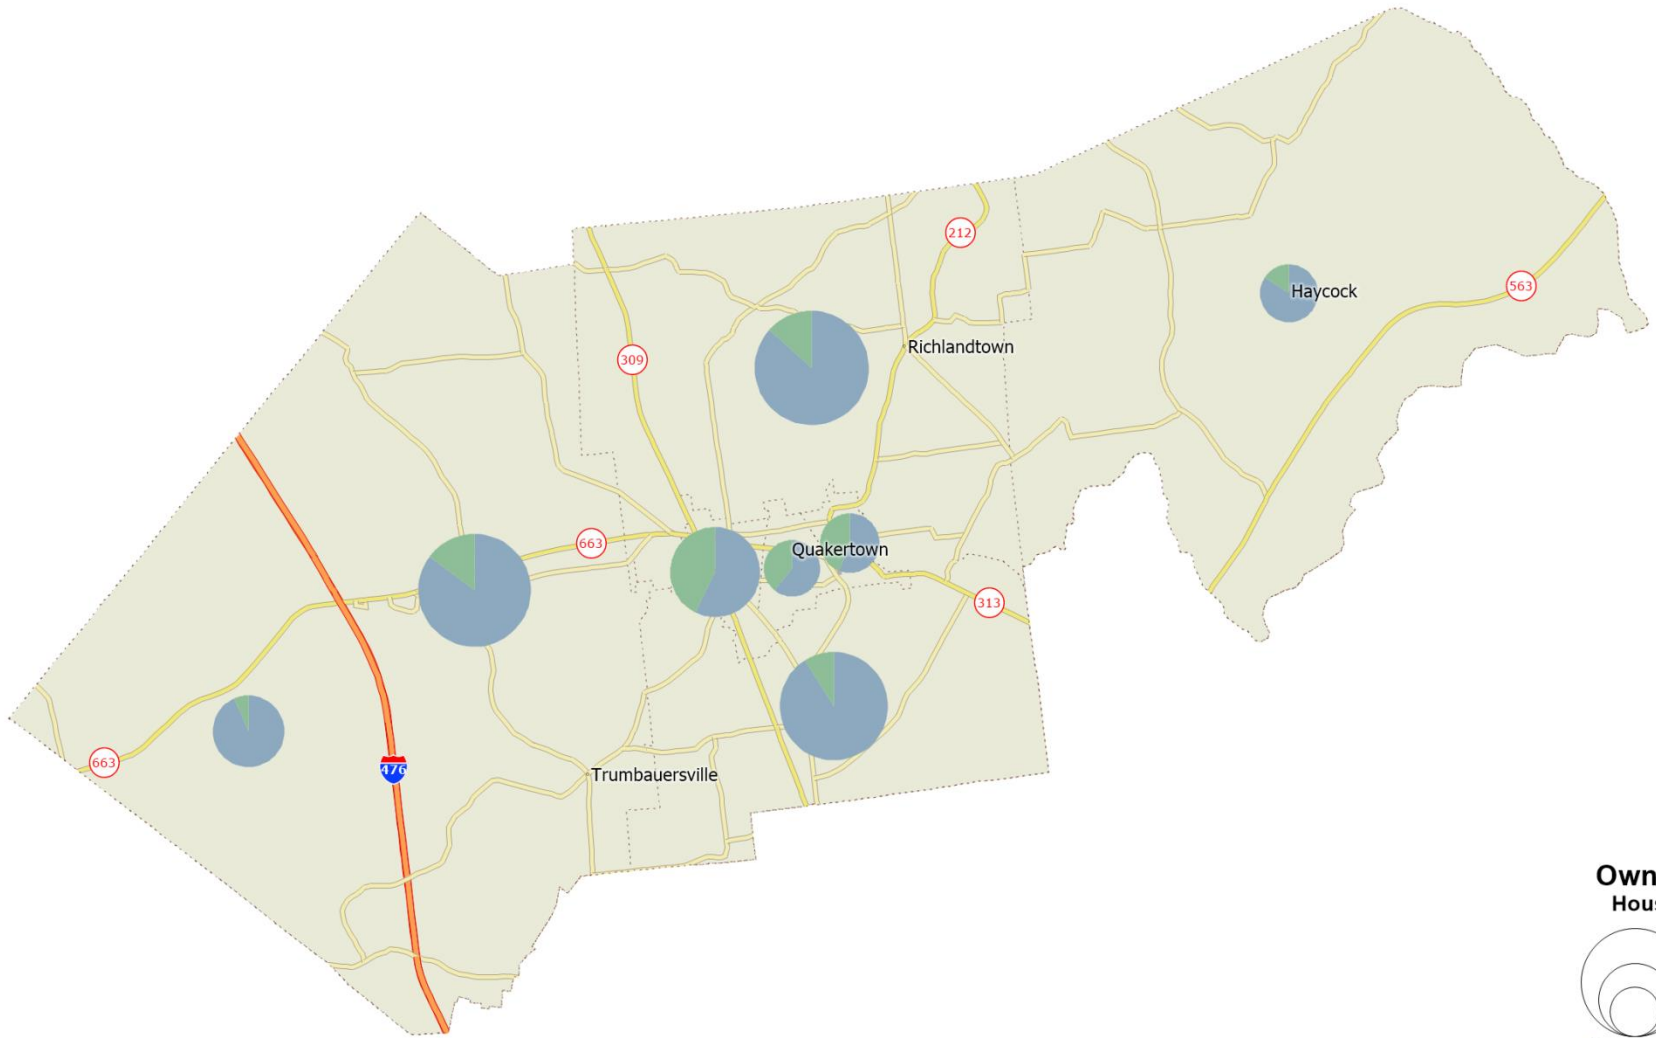 212
563
Haycock
Richlandtown
309
663
Quakertown
313
Trumbauersville
663
476
Own
Hous